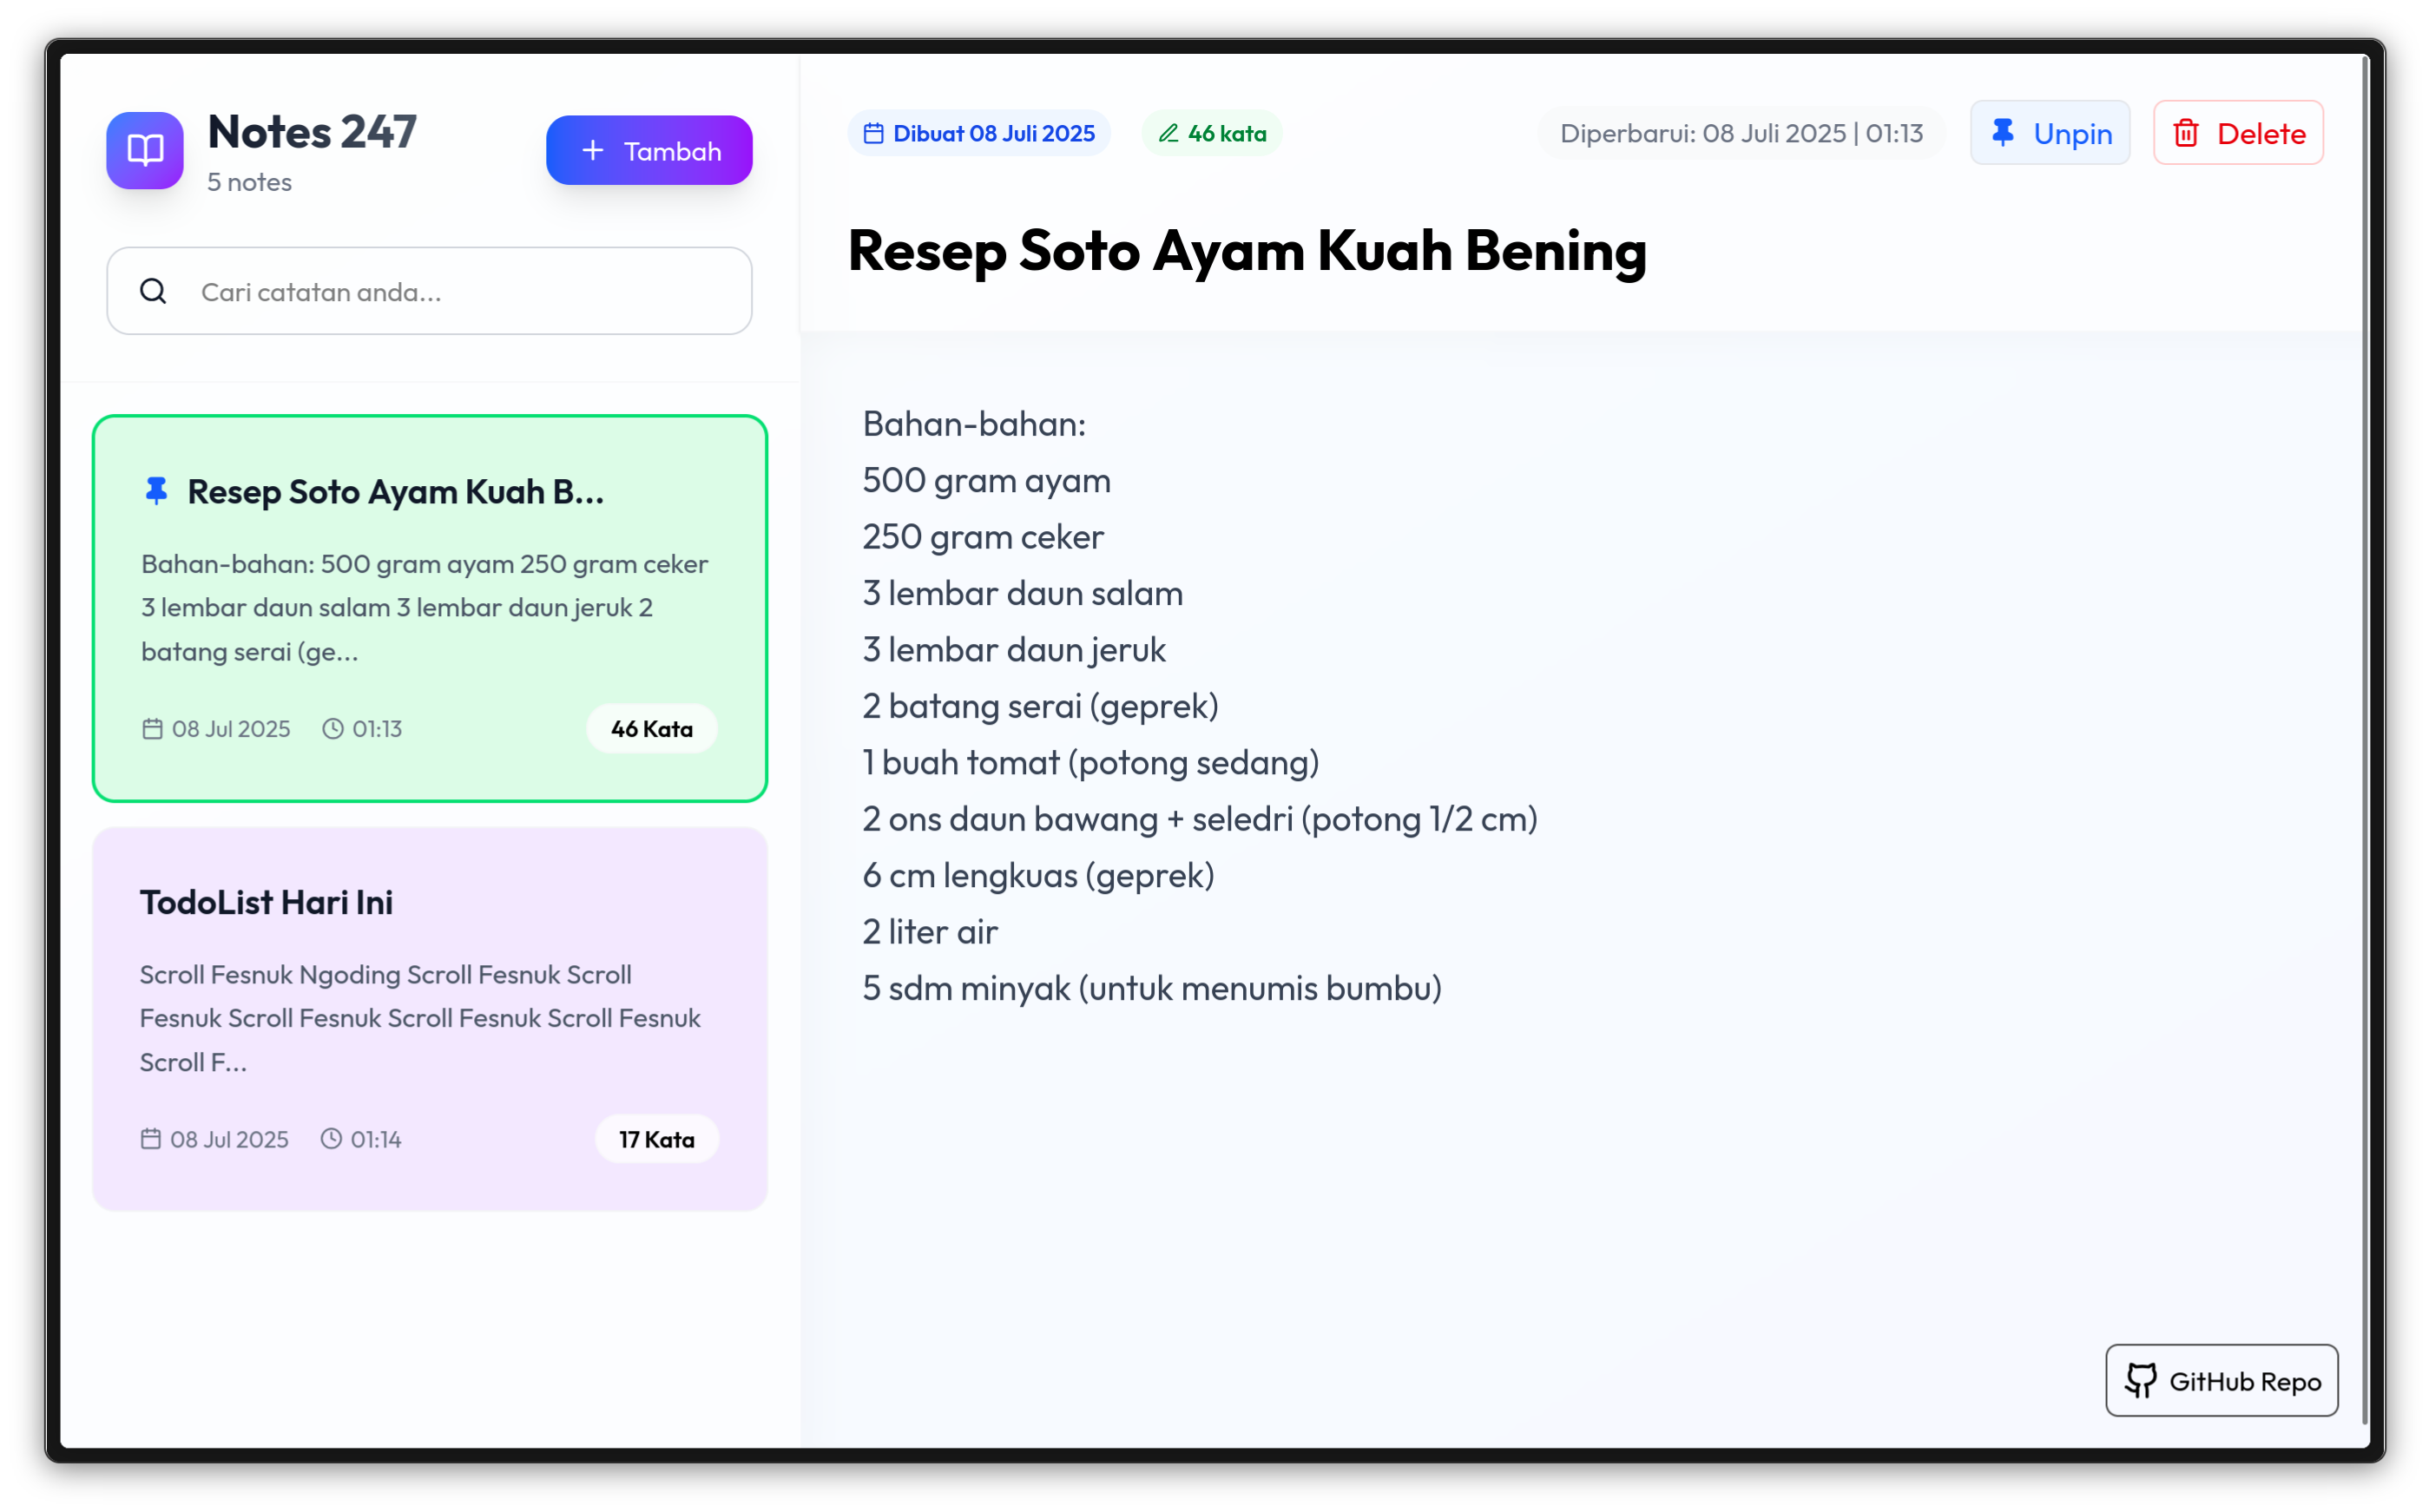 Notes 247
5 notes
+ Tambah
Cari catatan anda...
Resep Soto Ayam Kuah B...
Bahan-bahan: 500 gram ayam 250 gram ceker
3 lembar daun salam 3 lembar daun jeruk 2
batang serai (ge...
08 Jul 2025 01:13 46 Kata
TodoList Hari Ini
Scroll Fesnuk Ngoding Scroll Fesnuk Scroll
Fesnuk Scroll Fesnuk Scroll Fesnuk Scroll Fesnuk
Scroll F...
08 Jul 2025 01:14 17 Kata
Dibuat 08 Juli 2025 46 kata Diperbarui: 08 Juli 2025 | 01:13 Unpin Delete
Resep Soto Ayam Kuah Bening
Bahan-bahan:
500 gram ayam
250 gram ceker
3 lembar daun salam
3 lembar daun jeruk
2 batang serai (geprek)
1 buah tomat (potong sedang)
2 ons daun bawang + seledri (potong 1/2 cm)
6 cm lengkuas (geprek)
2 liter air
5 sdm minyak (untuk menumis bumbu)
GitHub Repo